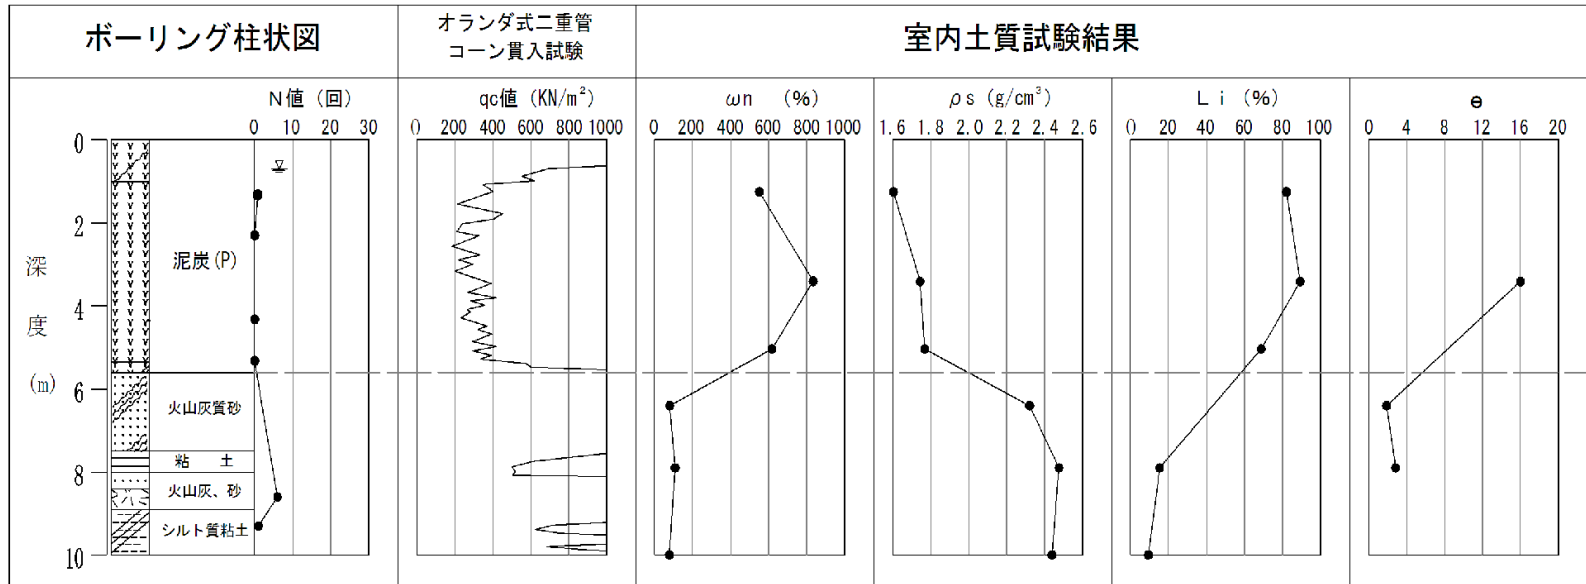 ボーリング柱状図
オランダ式二重管
コーン貫入試験
室内土質試験結果
N値 (回)
0 10 20 30
qc値 (KN/m²)
0 200 400 600 800 1000
ωn (%)
0 200 400 600 800 1000
ρs (g/cm³)
1.6 1.8 2.0 2.2 2.4 2.6
Li (%)
0 20 40 60 80 100
e
0 4 8 12 16 20
深度(m)
0
2
4
6
8
10
泥炭(P)
火山灰質砂
粘 土
火山灰、砂
シルト質粘土